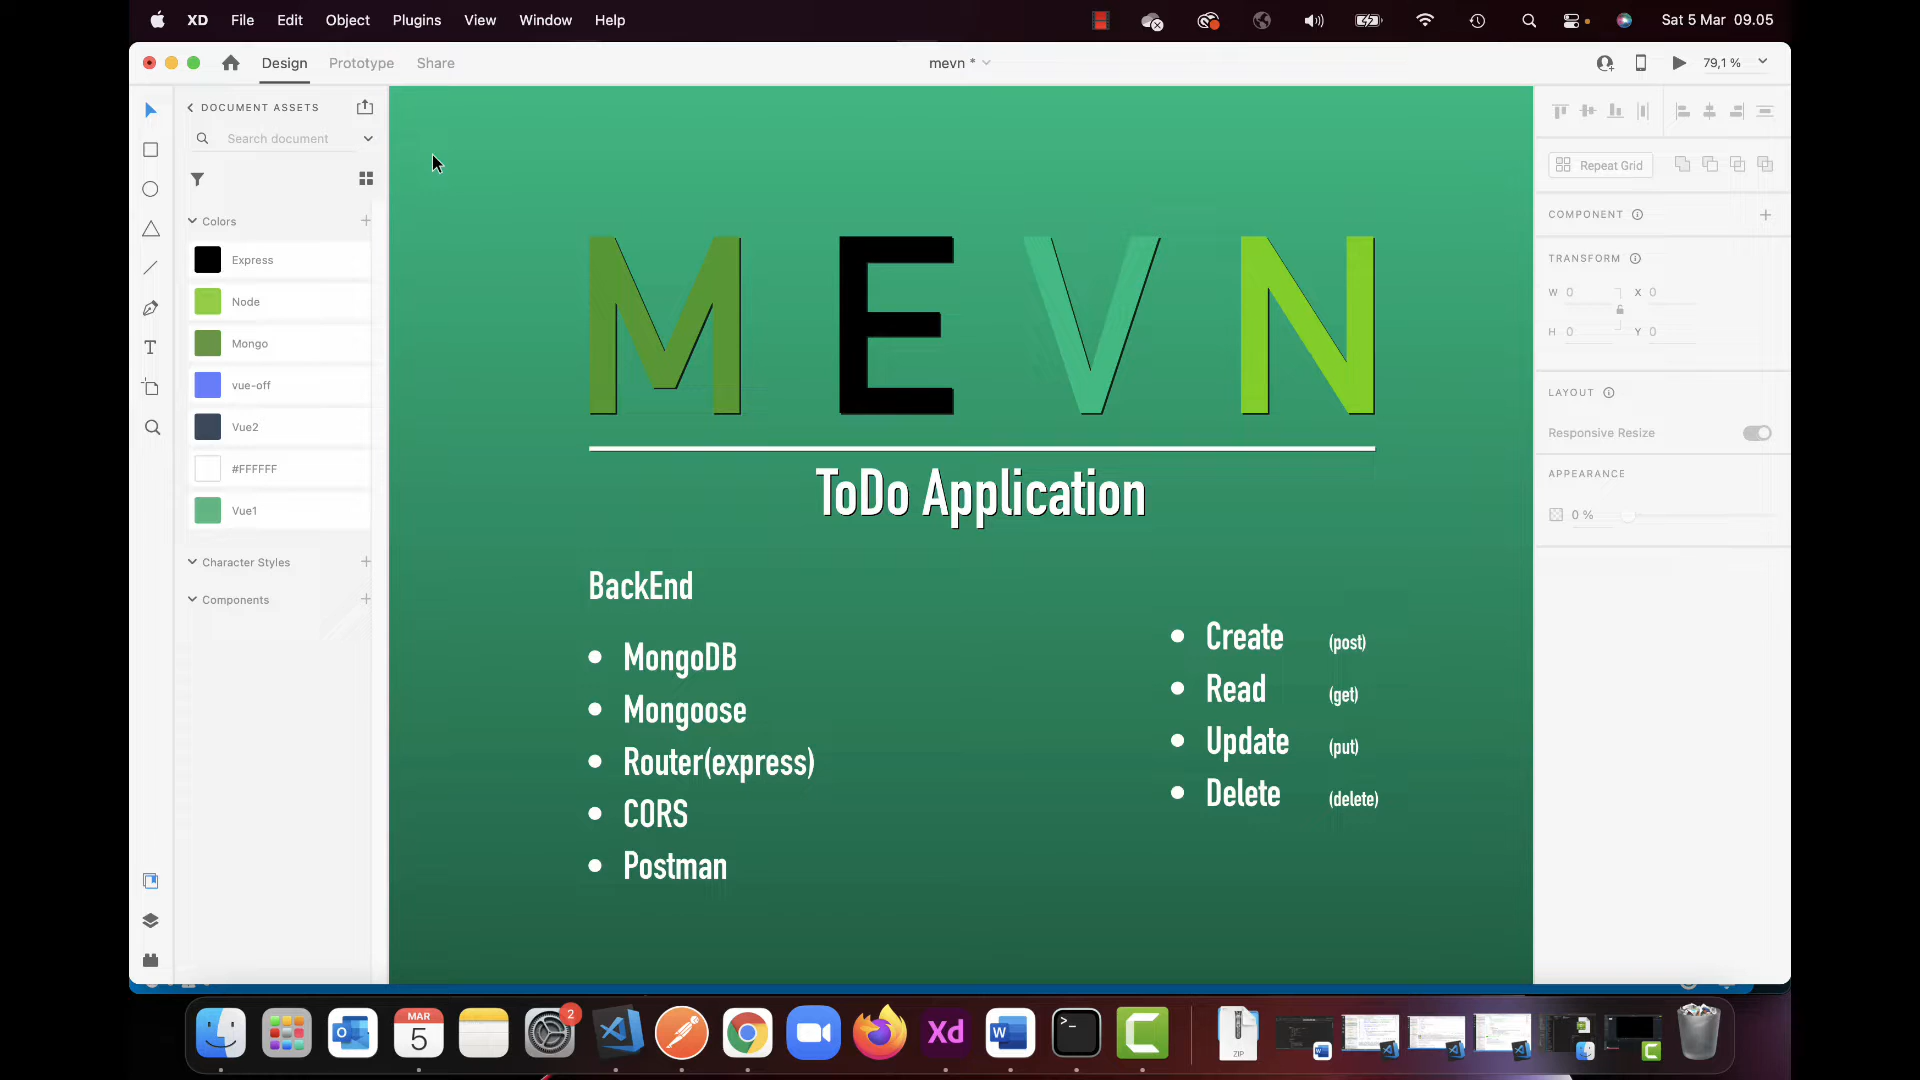 XD File Edit Object Plugins View Window Help
Sat 5 Mar 09.05
Design Prototype Share
mevn *
79,1 %
DOCUMENT ASSETS
Search document
Colors
Express
Node
Mongo
vue-off
Vue2
#FFFFFF
Vue1
Character Styles
Components
M E V N
ToDo Application
BackEnd
• MongoDB
• Mongoose
• Router(express)
• CORS
• Postman
• Create (post)
• Read (get)
• Update (put)
• Delete (delete)
Repeat Grid
COMPONENT
TRANSFORM
W 0 X 0
H 0 Y 0
LAYOUT
Responsive Resize
APPEARANCE
0 %
MAR
5
2
Xd
W
>_
ZIP